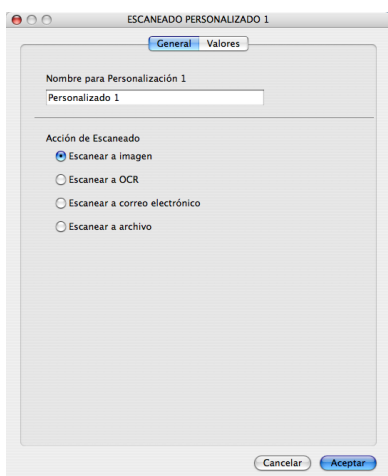 ESCANEADO PERSONALIZADO 1
General Valores
Nombre para Personalización 1
Personalizado 1
Acción de Escaneado
Escanear a imagen
Escanear a OCR
Escanear a correo electrónico
Escanear a archivo
Cancelar Aceptar